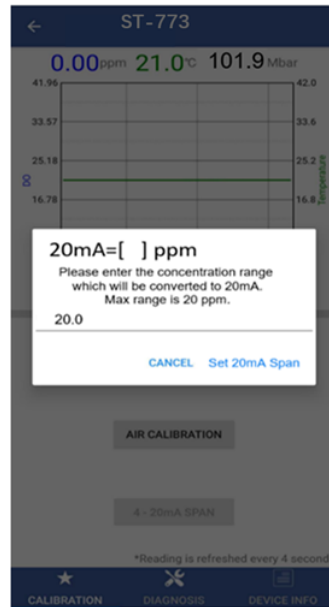 ST-773
0.00ppm 21.0°C 101.9 Mbar
41.96 42.0
33.57
25.18 25.2
DO Temperature
16.78 16.8
20mA=[ ] ppm
Please enter the concentration range
which will be converted to 20mA.
Max range is 20 ppm.
20.0
CANCEL Set 20mA Span
AIR CALIBRATION
4-20mA SPAN
*Reading is refreshed every 4 second
CALIBRATION DIAGNOSIS DEVICE INFO